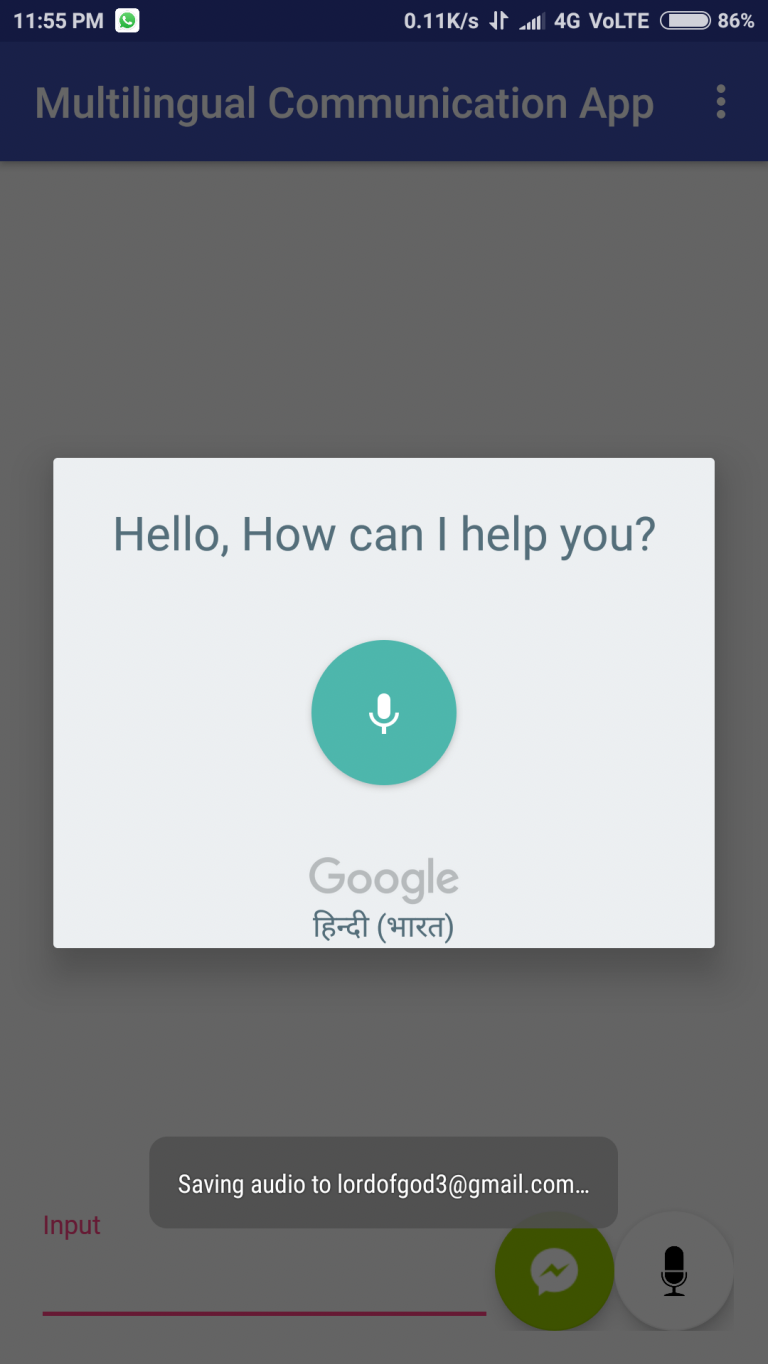 11:55 PM 0.11K/s 4G VoLTE 86%
Multilingual Communication App
Hello, How can I help you?
Google
हिन्दी (भारत)
Saving audio to lordofgod3@gmail.com...
Input